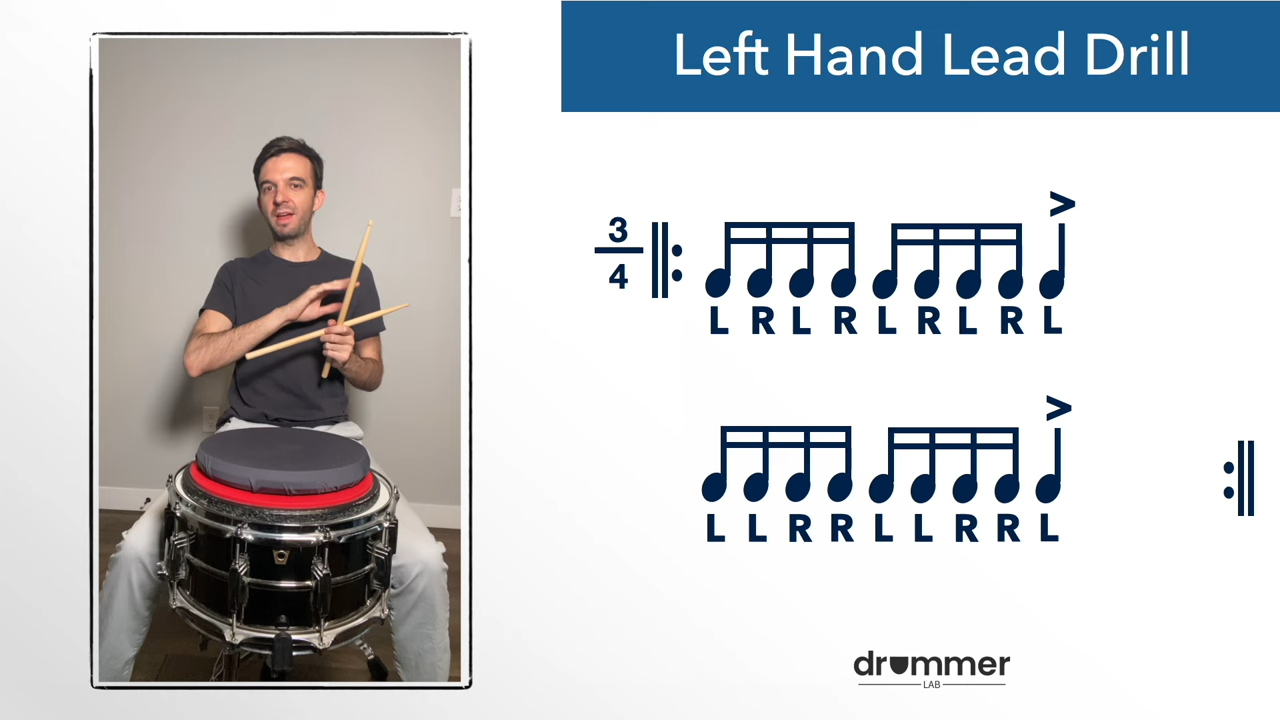 Left Hand Lead Drill
3
4
>
L R L R L R L R L
>
L L R R L L R R L
drummer
LAB